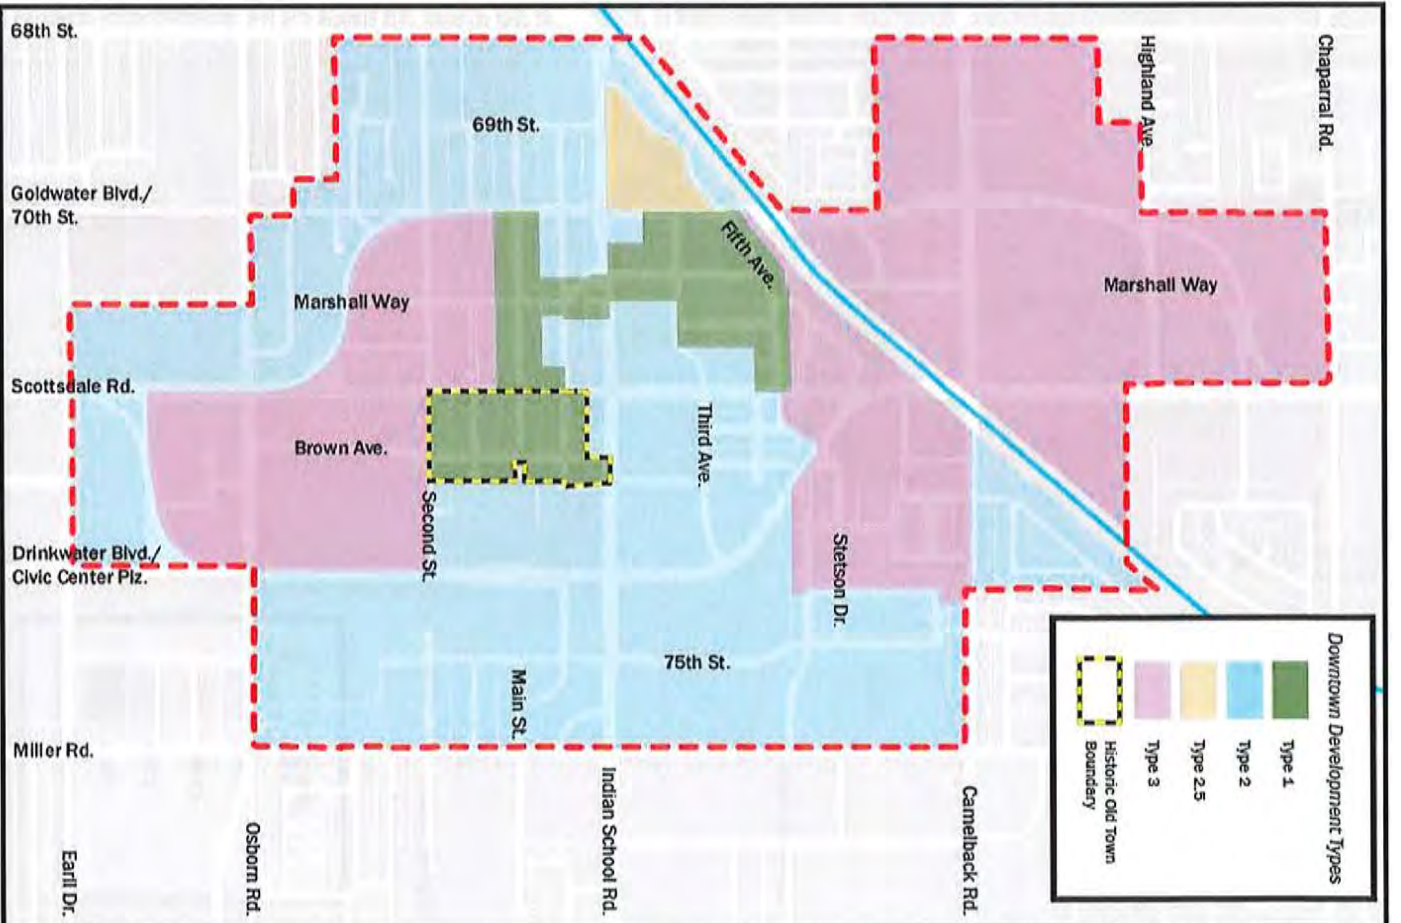 68th St.
Highland Ave.
Chaparral Rd.
69th St.
Goldwater Blvd./
70th St.
Fifth Ave.
Marshall Way
Marshall Way
Scottsdale Rd.
Brown Ave.
Third Ave.
Second St.
Stetson Dr.
Drinkwater Blvd./
Civic Center Plz.
75th St.
Main St.
Miller Rd.
Indian School Rd.
Camelback Rd.
Osborn Rd.
Earll Dr.
Downtown Development Types
Type 1
Type 2
Type 2.5
Type 3
Historic Old Town
Boundary